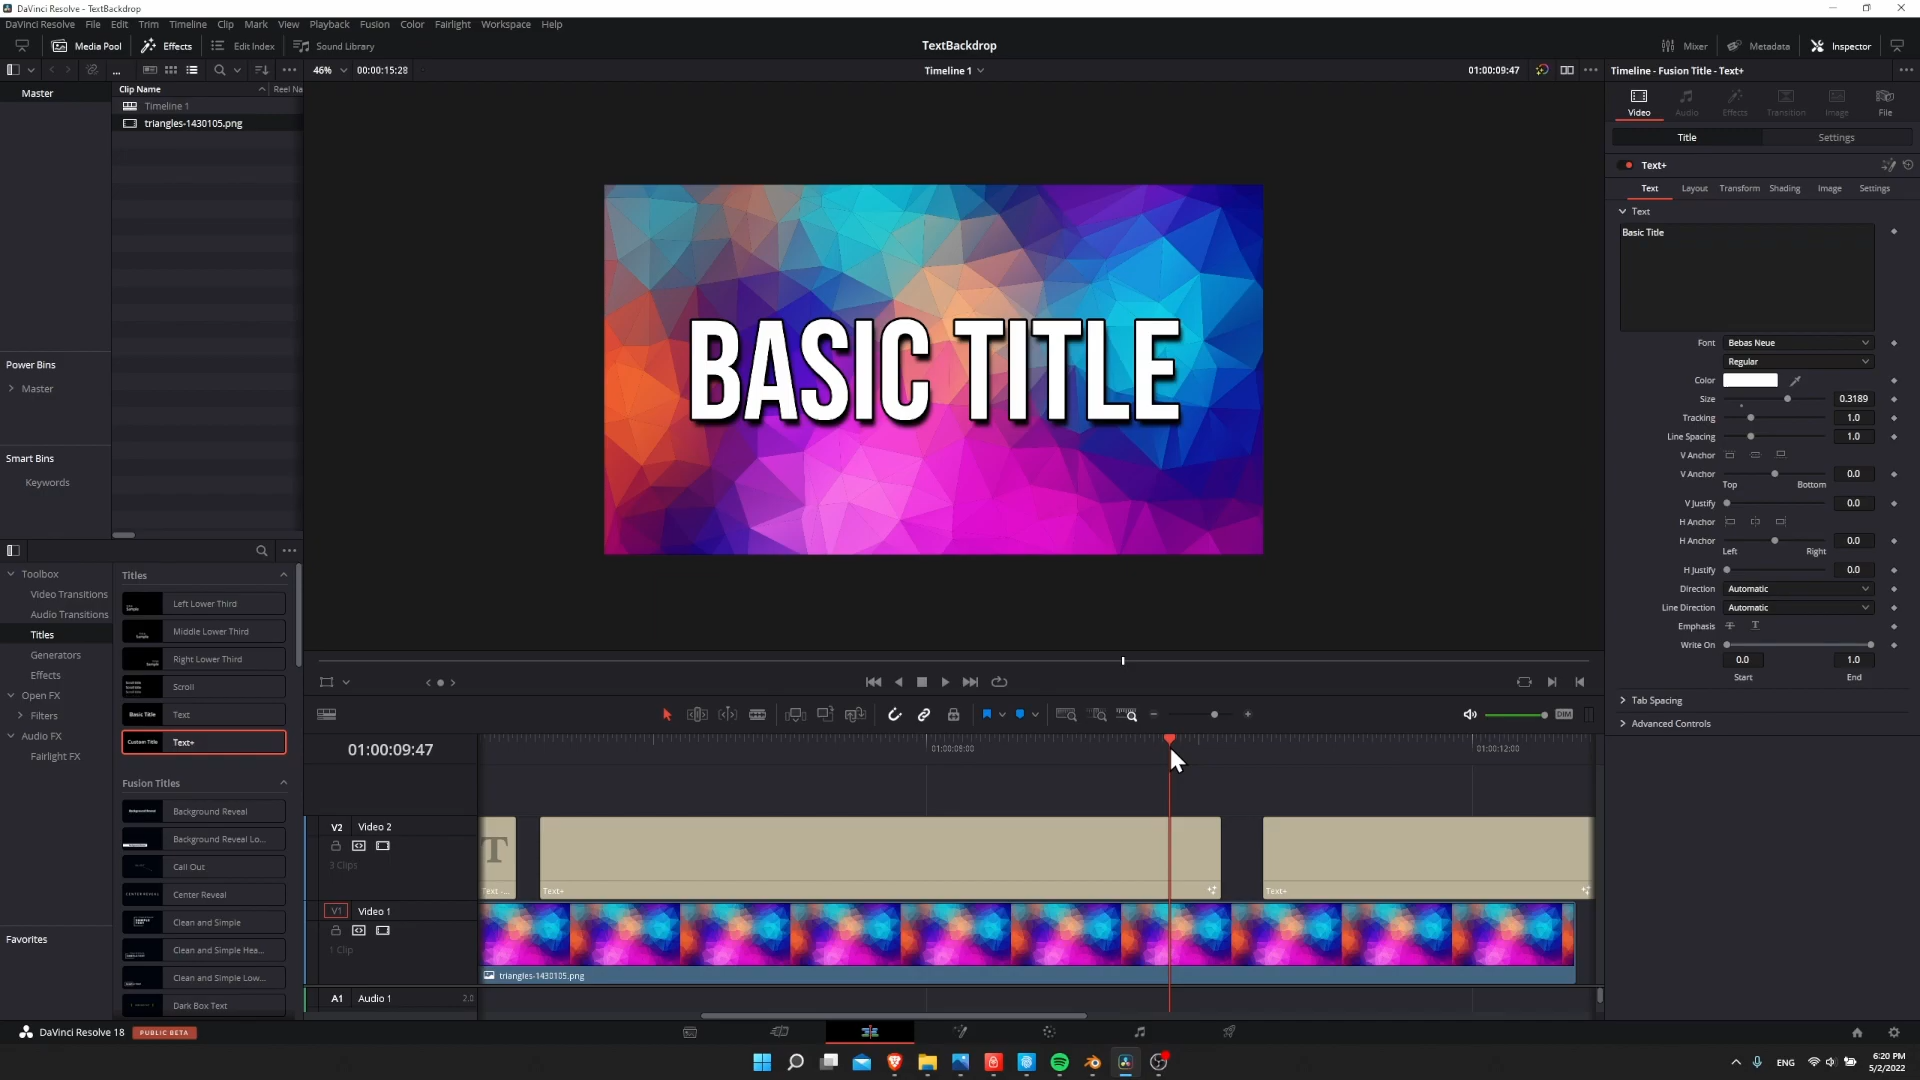 DaVinci Resolve - TextBackdrop
DaVinci Resolve File Edit Trim Timeline Clip Mark View Playback Fusion Color Fairlight Workspace Help
Media Pool Effects Edit Index Sound Library TextBackdrop Mixer Metadata Inspector
46% 00:00:15:28 Timeline 1 01:00:09:47 Timeline - Fusion Title - Text+
Master
Clip Name Reel Na
Timeline 1
triangles-1430105.png
Power Bins
Master
Smart Bins
Keywords
BASIC TITLE
Video Audio Effects Transition Image File
Title Settings
Text+
Text Layout Transform Shading Image Settings
Text
Basic Title
Font Bebas Neue
Regular
Color
Size 0.3189
Tracking 1.0
Line Spacing 1.0
V Anchor
V Anchor 0.0
Top Bottom
V Justify 0.0
H Anchor
H Anchor 0.0
Left Right
H Justify 0.0
Direction Automatic
Line Direction Automatic
Emphasis T T
Write On
0.0 1.0
Start End
Tab Spacing
Advanced Controls
Toolbox
Video Transitions
Audio Transitions
Titles
Generators
Effects
Open FX
Filters
Audio FX
Fairlight FX
Favorites
Titles
Left Lower Third
Middle Lower Third
Right Lower Third
Scroll
Basic Title Text
Custom Title Text+
Fusion Titles
Background Reveal
Background Reveal Lo...
Call Out
CENTER REVEAL Center Reveal
Clean and Simple
Clean and Simple Hea...
Clean and Simple Low...
Dark Box Text
DIM
01:00:09:47
01:00:12:00
V2 Video 2
3 Clips
T
Text -...
Text+
Text+
V1 Video 1
1 Clip
triangles-1430105.png
A1 Audio 1 2.0
DaVinci Resolve 18 PUBLIC BETA
ENG
6:20 PM
5/2/2022